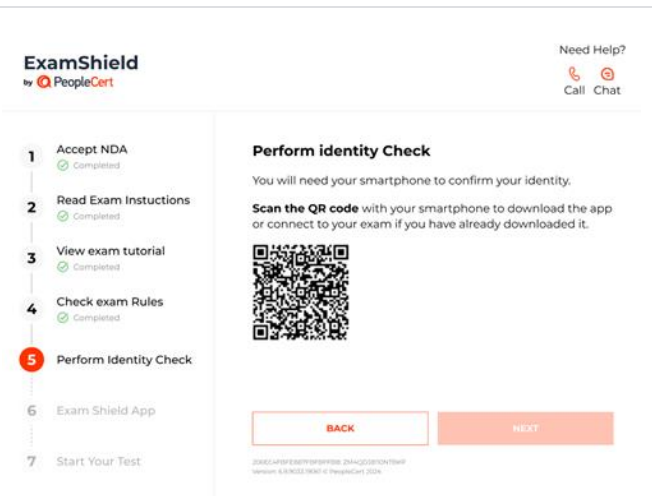 ExamShield
by PeopleCert
Need Help?
Call Chat
1 Accept NDA
Completed
2 Read Exam Instuctions
Completed
3 View exam tutorial
Completed
4 Check exam Rules
Completed
5 Perform Identity Check
6 Exam Shield App
7 Start Your Test
Perform identity Check
You will need your smartphone to confirm your identity.
Scan the QR code with your smartphone to download the app
or connect to your exam if you have already downloaded it.
BACK NEXT
PeopleCert 2024